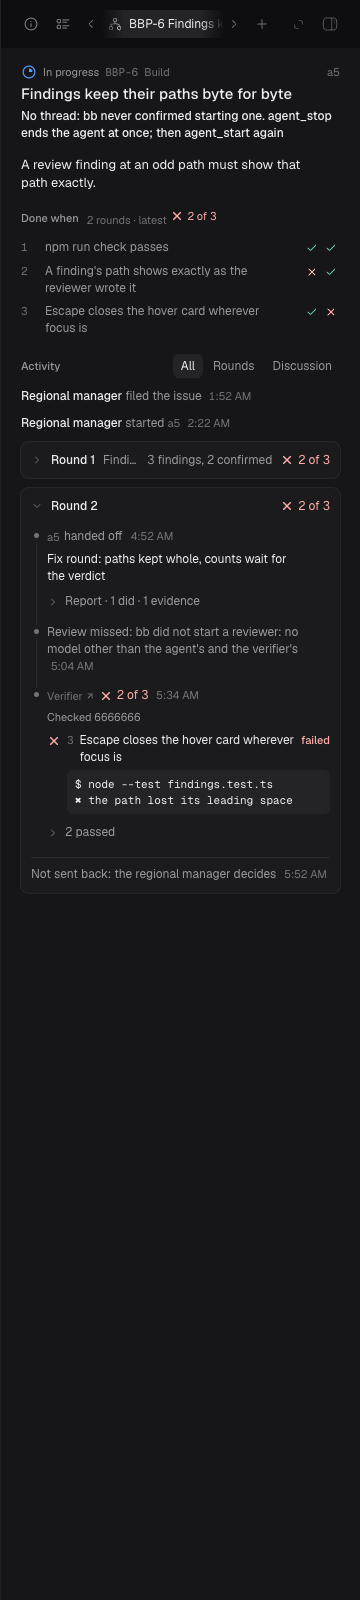 BBP-6 Findings k
In progress BBP-6 Build a5
Findings keep their paths byte for byte
No thread: bb never confirmed starting one. agent_stop
ends the agent at once; then agent_start again
A review finding at an odd path must show that
path exactly.
Done when 2 rounds · latest 2 of 3
1 npm run check passes
2 A finding's path shows exactly as the
reviewer wrote it
3 Escape closes the hover card wherever
focus is
Activity All Rounds Discussion
Regional manager filed the issue 1:52 AM
Regional manager started a5 2:22 AM
Round 1 Findi... 3 findings, 2 confirmed 2 of 3
Round 2 2 of 3
a5 handed off 4:52 AM
Fix round: paths kept whole, counts wait for
the verdict
Report · 1 did · 1 evidence
Review missed: bb did not start a reviewer: no
model other than the agent's and the verifier's
5:04 AM
Verifier ↗ 2 of 3 5:34 AM
Checked 6666666
3 Escape closes the hover card wherever failed
focus is
$ node --test findings.test.ts
✖ the path lost its leading space
2 passed
Not sent back: the regional manager decides 5:52 AM